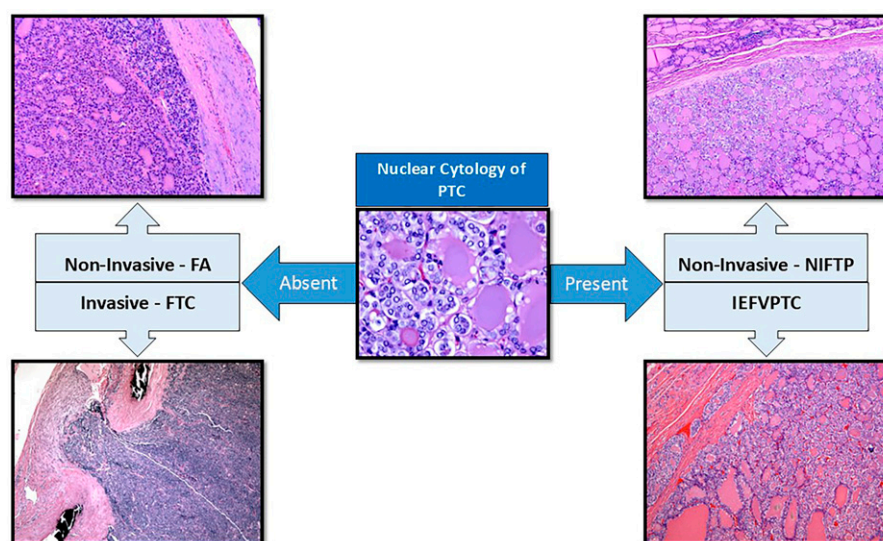 Nuclear Cytology of
PTC
Non-Invasive - FA
Invasive - FTC
Absent
Present
Non-Invasive - NIFTP
IEFVPTC